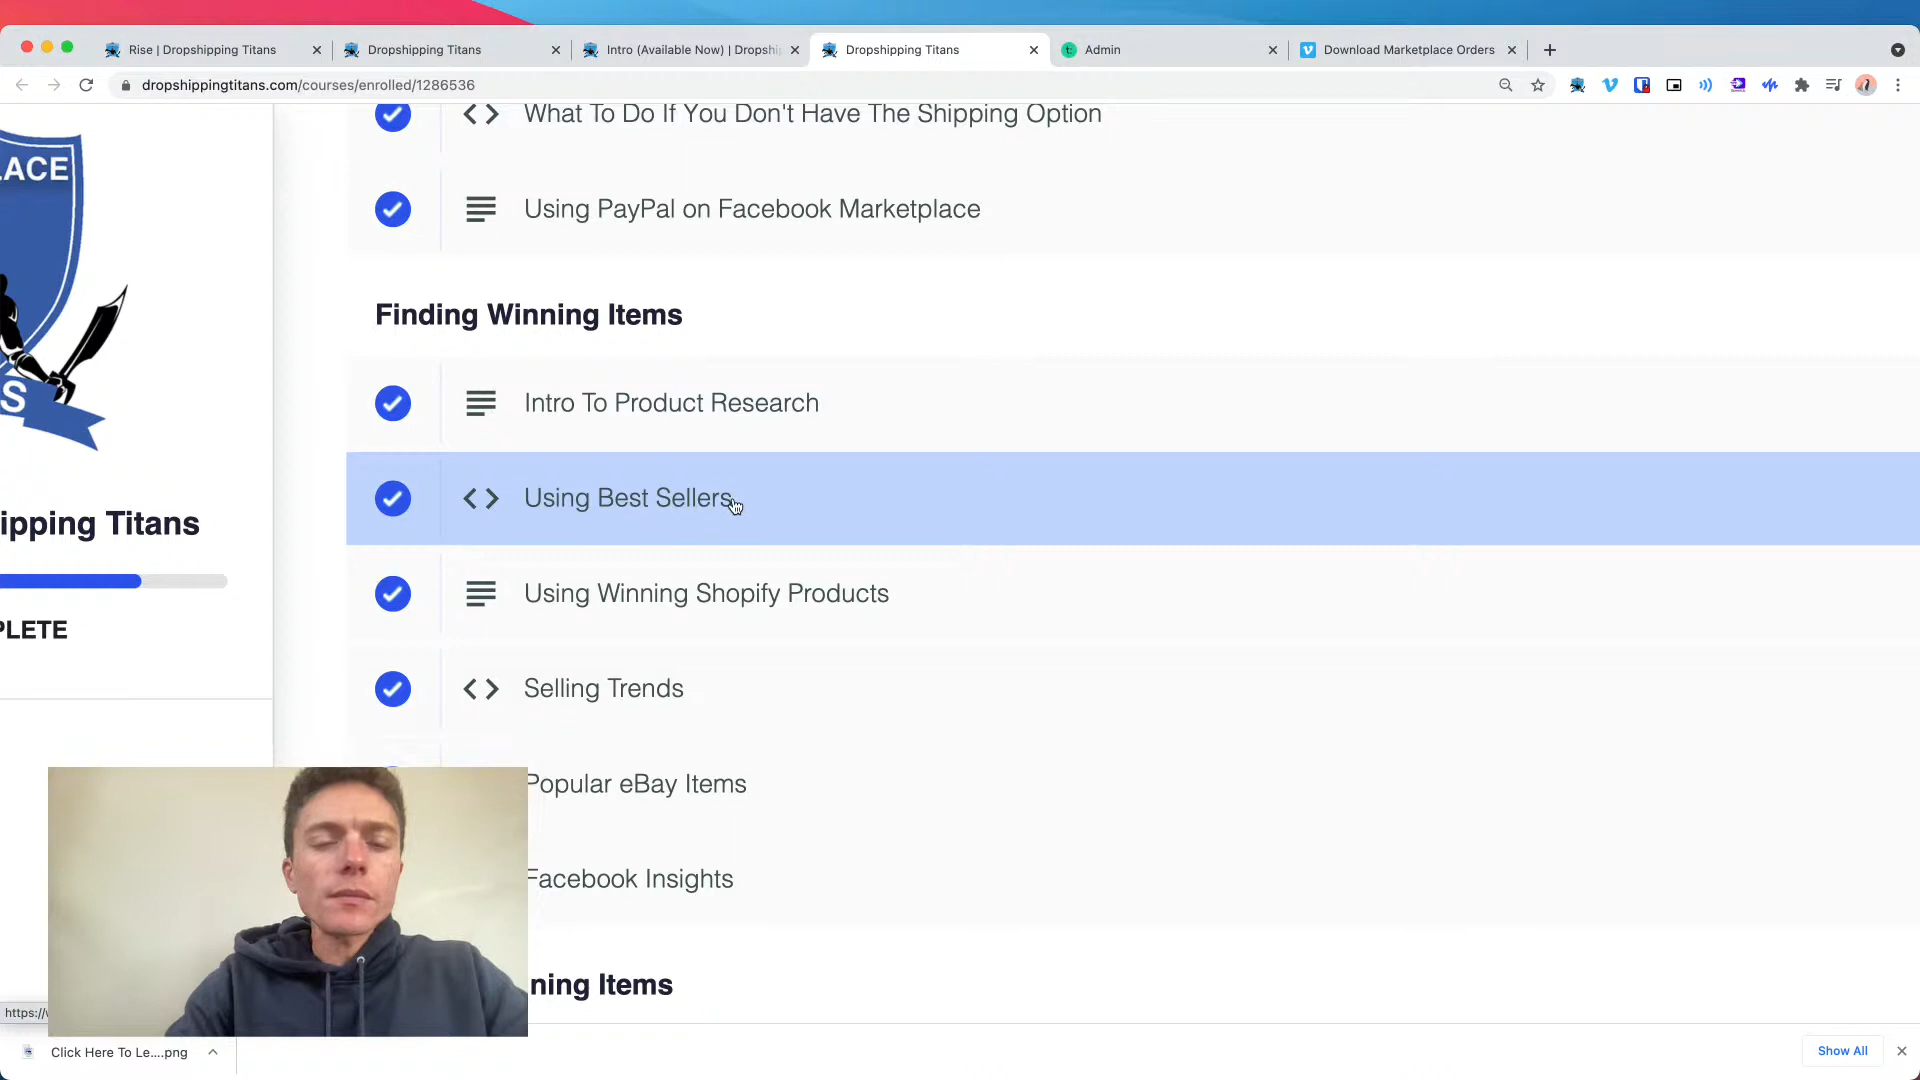 Rise | Dropshipping Titans
Dropshipping Titans
Intro (Available Now) | Dropshi
Dropshipping Titans
Admin
Download Marketplace Orders
dropshippingtitans.com/courses/enrolled/1286536
LACE
S
ipping Titans
PLETE
What To Do If You Don't Have The Shipping Option
Using PayPal on Facebook Marketplace
Finding Winning Items
Intro To Product Research
Using Best Sellers
Using Winning Shopify Products
Selling Trends
Popular eBay Items
Facebook Insights
ning Items
https://
Click Here To Le....png
Show All